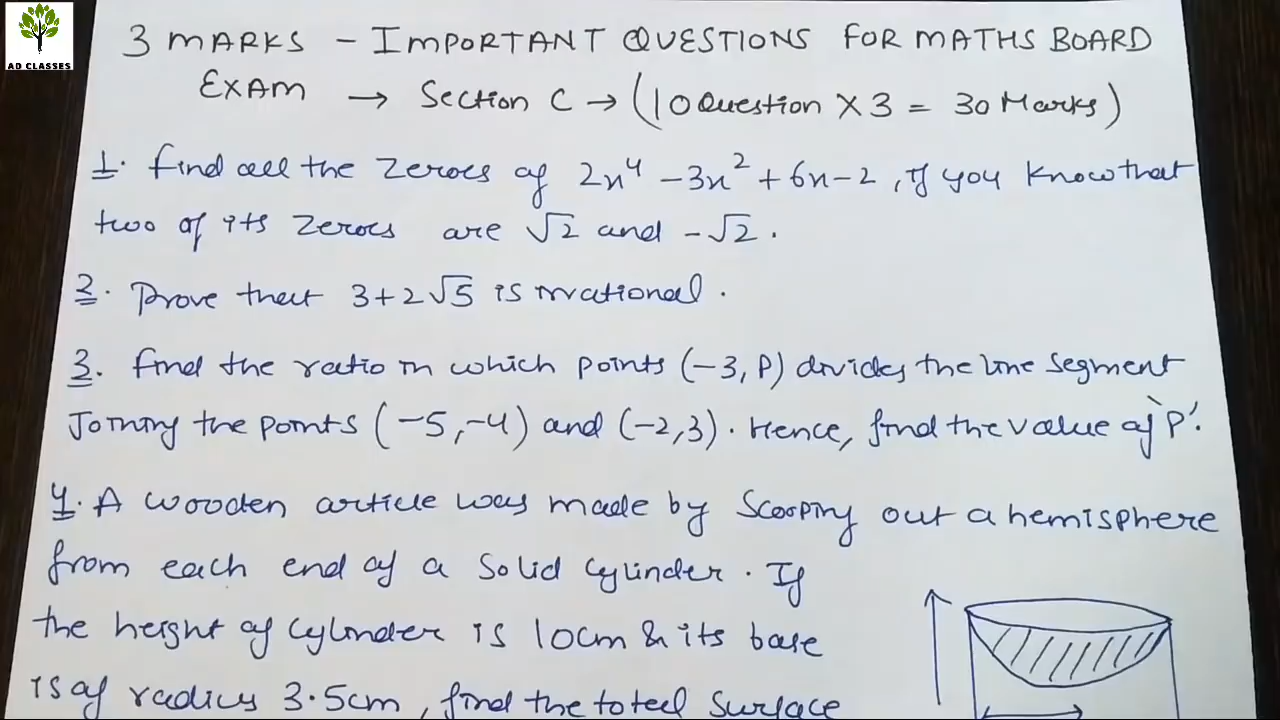 AD CLASSES
3 MARKS - IMPORTANT QUESTIONS FOR MATHS BOARD
EXAM → Section C → (10 Question X 3 = 30 Marks)
1. Find all the zeroes of 2x⁴ - 3x² + 6x - 2, if you know that
two of its zeroes are √2 and -√2.
2. Prove that 3+2√5 is irrational.
3. Find the ratio in which points (-3, P) divides the line segment
Joining the points (-5, -4) and (-2, 3). Hence, find the value of 'P'.
4. A wooden article was made by Scooping out a hemisphere
from each end of a Solid Cylinder. If
the height of Cylinder is 10cm & its base
is of radius 3.5cm, find the total Surface